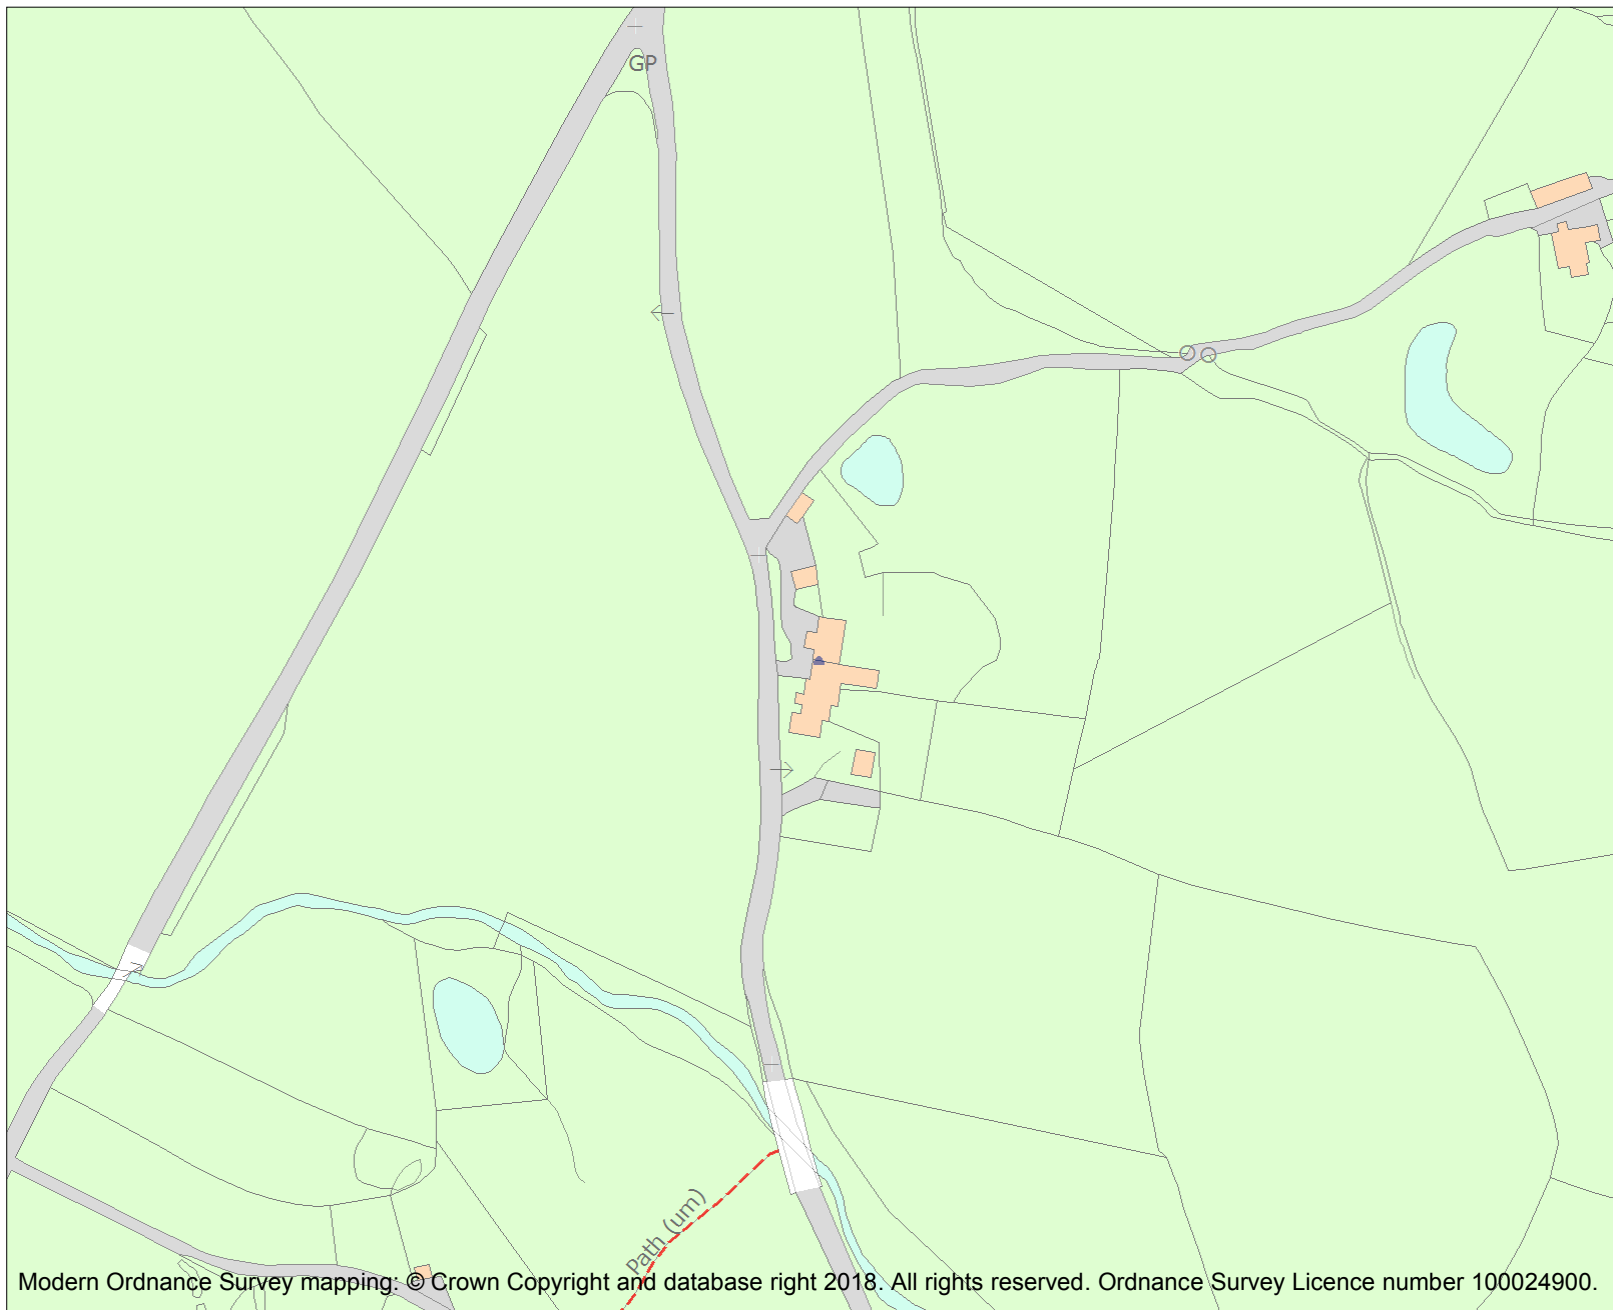 GP
Path (um)
Modern Ordnance Survey mapping: © Crown Copyright and database right 2018. All rights reserved. Ordnance Survey Licence number 100024900.